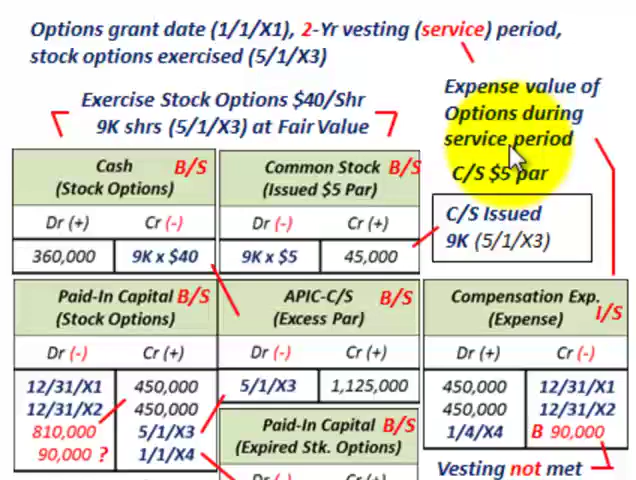 Options grant date (1/1/X1), 2-Yr vesting (service) period,
stock options exercised (5/1/X3)
Exercise Stock Options $40/Shr
9K shrs (5/1/X3) at Fair Value
Expense value of
Options during
service period
C/S $5 par
C/S Issued
9K (5/1/X3)
Cash B/S
(Stock Options)
Dr (+) Cr (-)
360,000 9K x $40
Common Stock B/S
(Issued $5 Par)
Dr (-) Cr (+)
9K x $5 45,000
Paid-In Capital B/S
(Stock Options)
Dr (-) Cr (+)
12/31/X1 450,000
12/31/X2 450,000
810,000 5/1/X3
90,000 ? 1/1/X4
APIC-C/S B/S
(Excess Par)
Dr (-) Cr (+)
5/1/X3 1,125,000
Paid-In Capital B/S
(Expired Stk. Options)
Dr (-) Cr (+)
Compensation Exp.
(Expense) I/S
Dr (+) Cr (-)
450,000 12/31/X1
450,000 12/31/X2
1/4/X4 B 90,000
Vesting not met